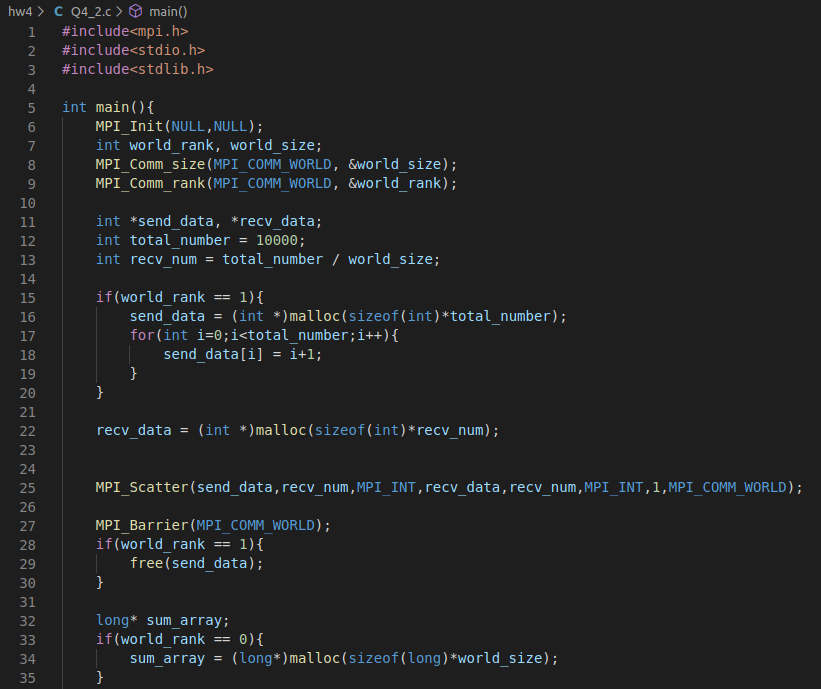 hw4 > C Q4_2.c > main()
1 #include<mpi.h>
2 #include<stdio.h>
3 #include<stdlib.h>
4
5 int main(){
6     MPI_Init(NULL,NULL);
7     int world_rank, world_size;
8     MPI_Comm_size(MPI_COMM_WORLD, &world_size);
9     MPI_Comm_rank(MPI_COMM_WORLD, &world_rank);
10
11     int *send_data, *recv_data;
12     int total_number = 10000;
13     int recv_num = total_number / world_size;
14
15     if(world_rank == 1){
16         send_data = (int *)malloc(sizeof(int)*total_number);
17         for(int i=0;i<total_number;i++){
18             send_data[i] = i+1;
19         }
20     }
21
22     recv_data = (int *)malloc(sizeof(int)*recv_num);
23
24
25     MPI_Scatter(send_data,recv_num,MPI_INT,recv_data,recv_num,MPI_INT,1,MPI_COMM_WORLD);
26
27     MPI_Barrier(MPI_COMM_WORLD);
28     if(world_rank == 1){
29         free(send_data);
30     }
31
32     long* sum_array;
33     if(world_rank == 0){
34         sum_array = (long*)malloc(sizeof(long)*world_size);
35     }